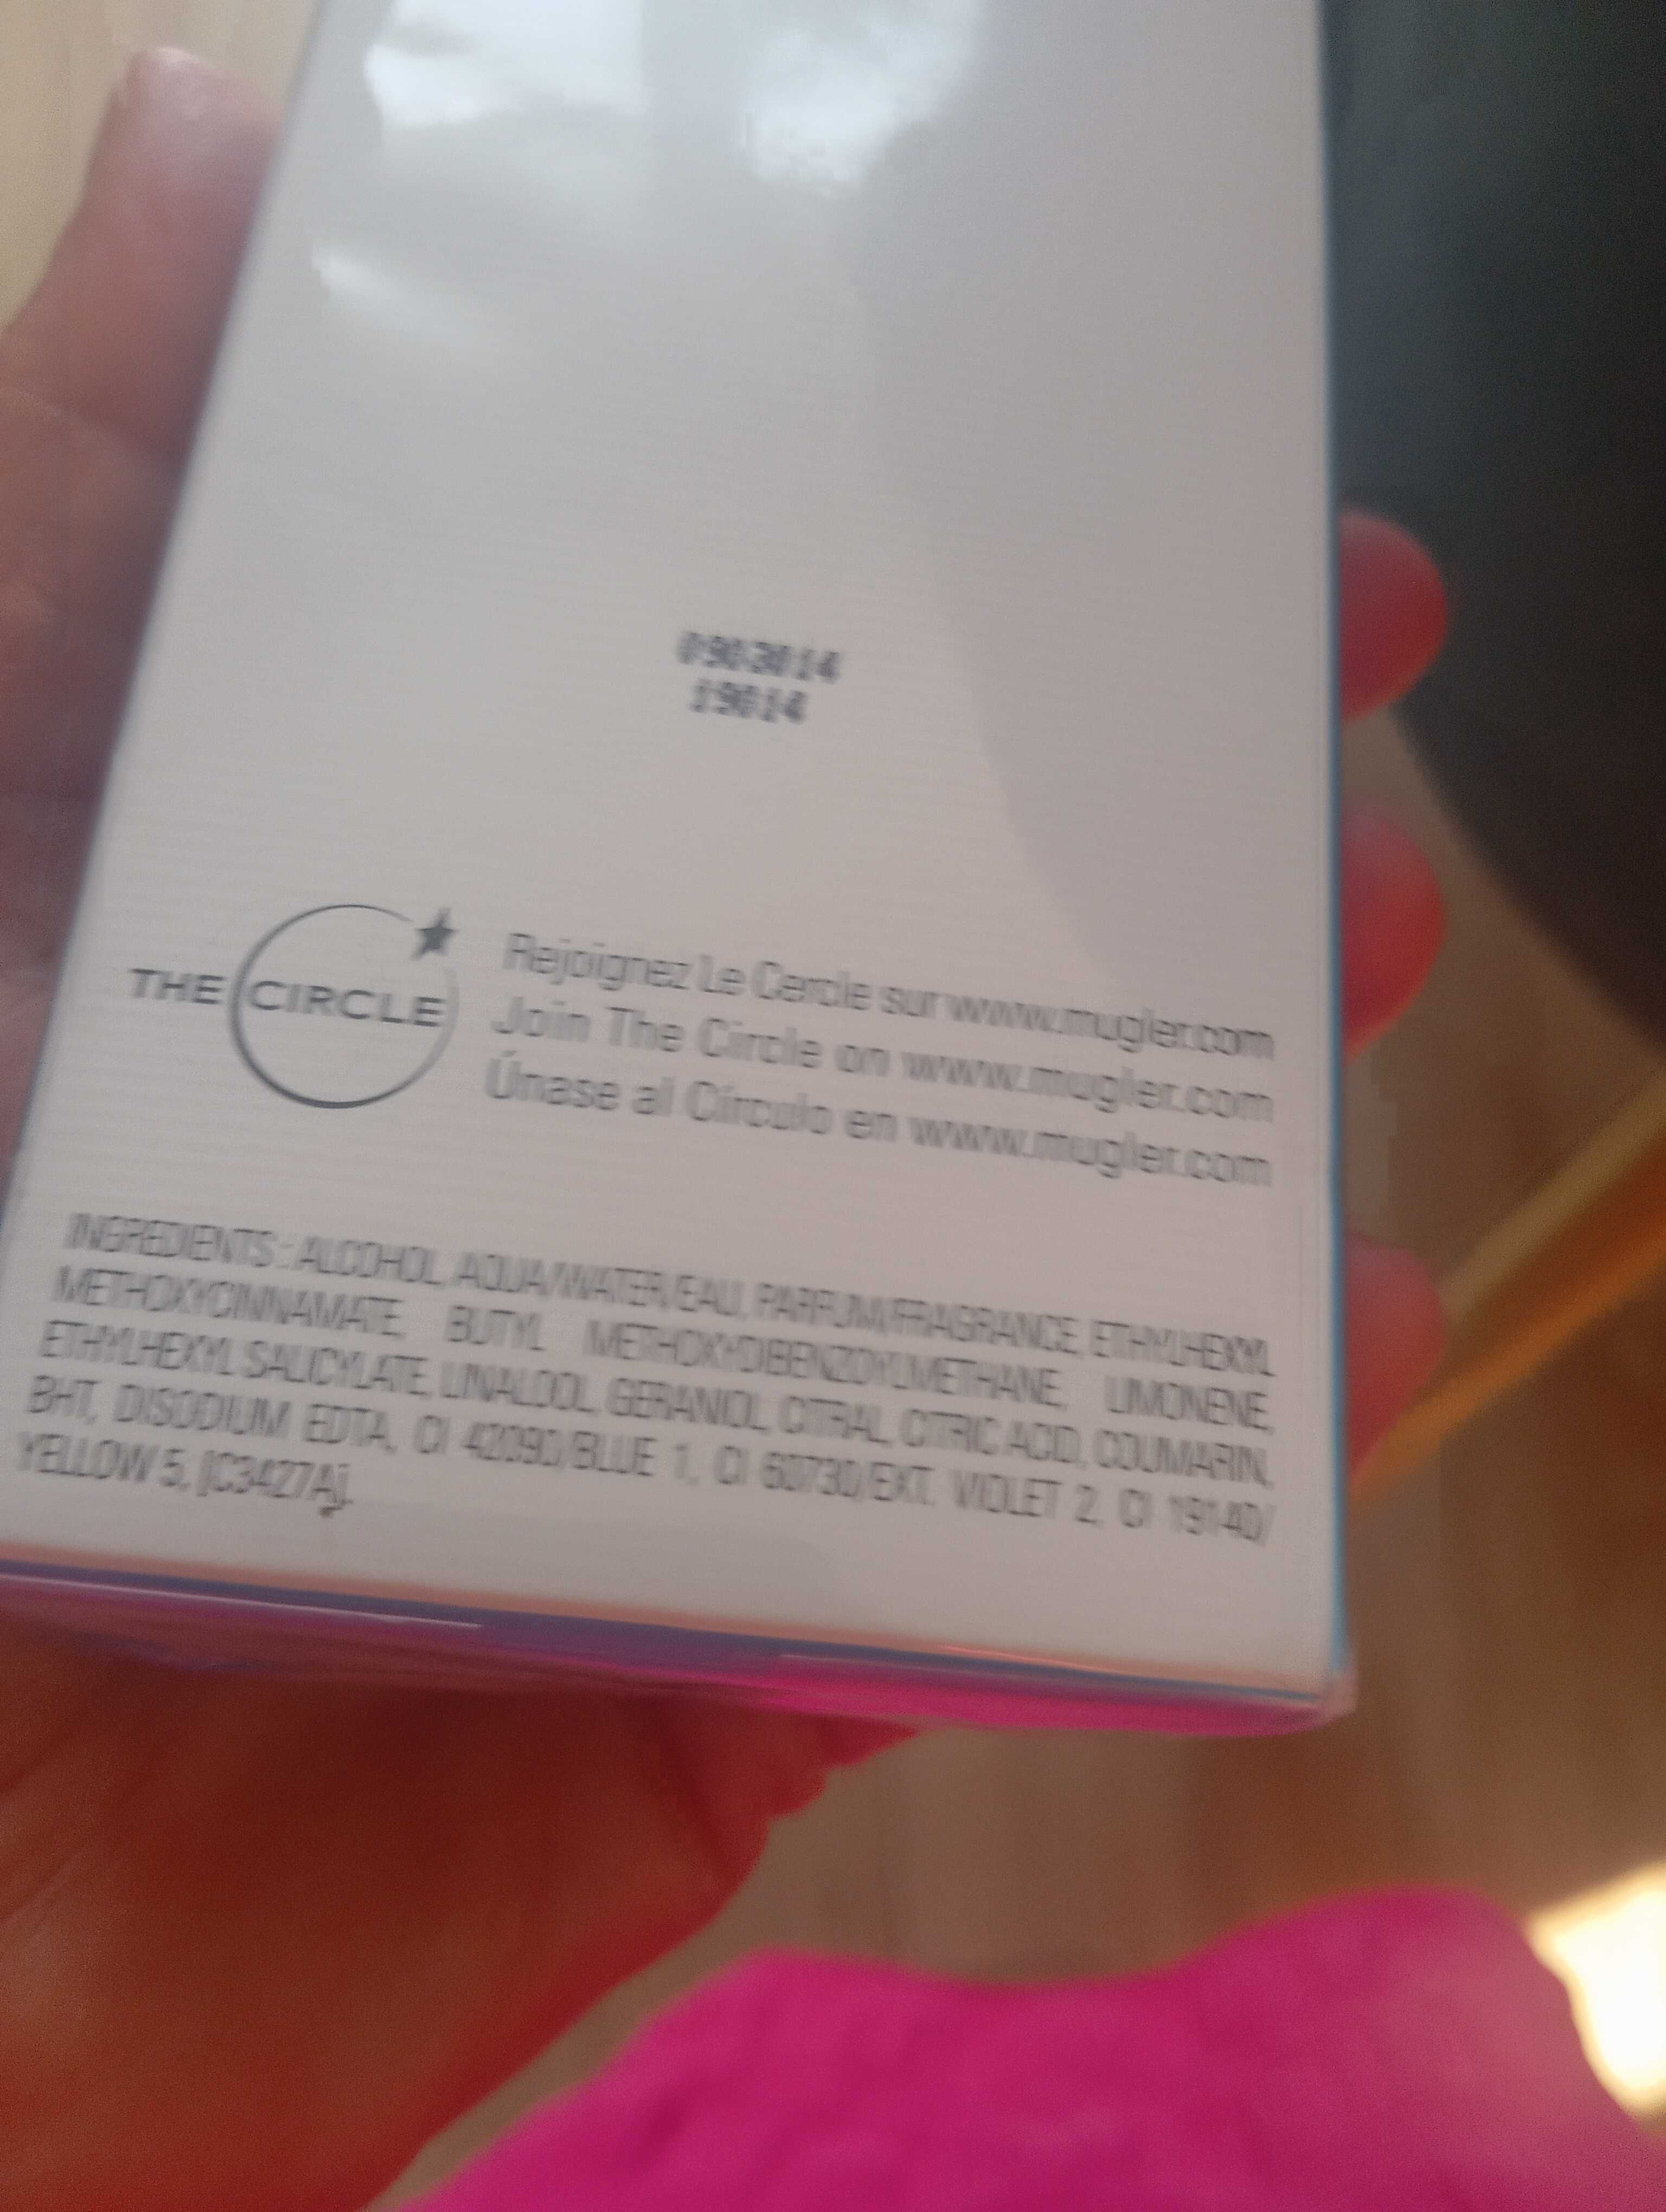 0903014
19014
THE CIRCLE
Rejoignez Le Cercle sur www.mugler.com
Join The Circle on www.mugler.com
Únase al Círculo en www.mugler.com
INGREDIENTS : ALCOHOL, AQUA/WATER/EAU, PARFUM/FRAGRANCE, ETHYLHEXYL
METHOXYCINNAMATE, BUTYL METHOXYDIBENZOYLMETHANE, LIMONENE,
ETHYLHEXYL SALICYLATE, LINALOOL, GERANIOL, CITRAL, CITRIC ACID, COUMARIN,
BHT, DISODIUM EDTA, CI 42090/BLUE 1, CI 60730/EXT. VIOLET 2, CI 19140/
YELLOW 5, [C3427A].